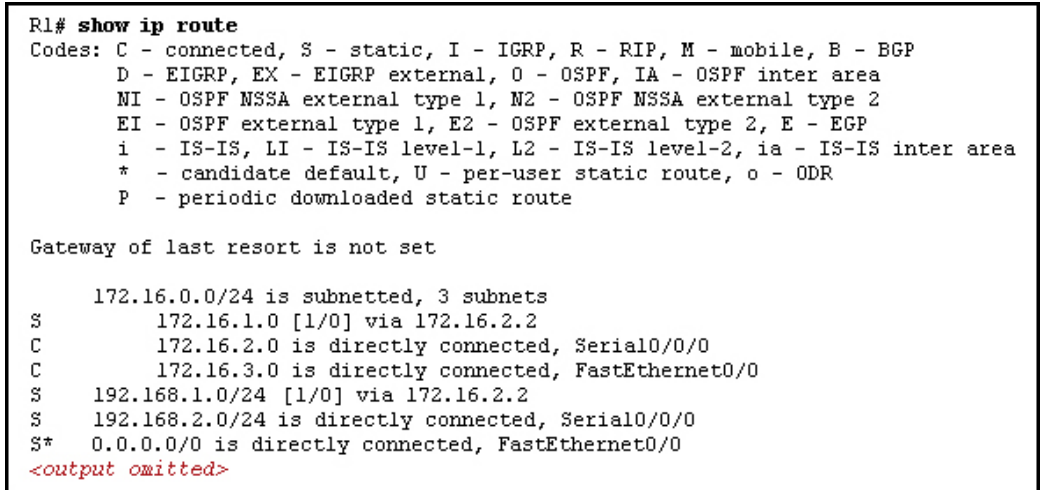 R1# show ip route
Codes: C - connected, S - static, I - IGRP, R - RIP, M - mobile, B - BGP
D - EIGRP, EX - EIGRP external, O - OSPF, IA - OSPF inter area
N1 - OSPF NSSA external type 1, N2 - OSPF NSSA external type 2
E1 - OSPF external type 1, E2 - OSPF external type 2, E - EGP
i - IS-IS, L1 - IS-IS level-1, L2 - IS-IS level-2, ia - IS-IS inter area
* - candidate default, U - per-user static route, o - ODR
P - periodic downloaded static route
Gateway of last resort is not set
172.16.0.0/24 is subnetted, 3 subnets
S 172.16.1.0 [1/0] via 172.16.2.2
C 172.16.2.0 is directly connected, Serial0/0/0
C 172.16.3.0 is directly connected, FastEthernet0/0
S 192.168.1.0/24 [1/0] via 172.16.2.2
S 192.168.2.0/24 is directly connected, Serial0/0/0
S* 0.0.0.0/0 is directly connected, FastEthernet0/0
<output omitted>